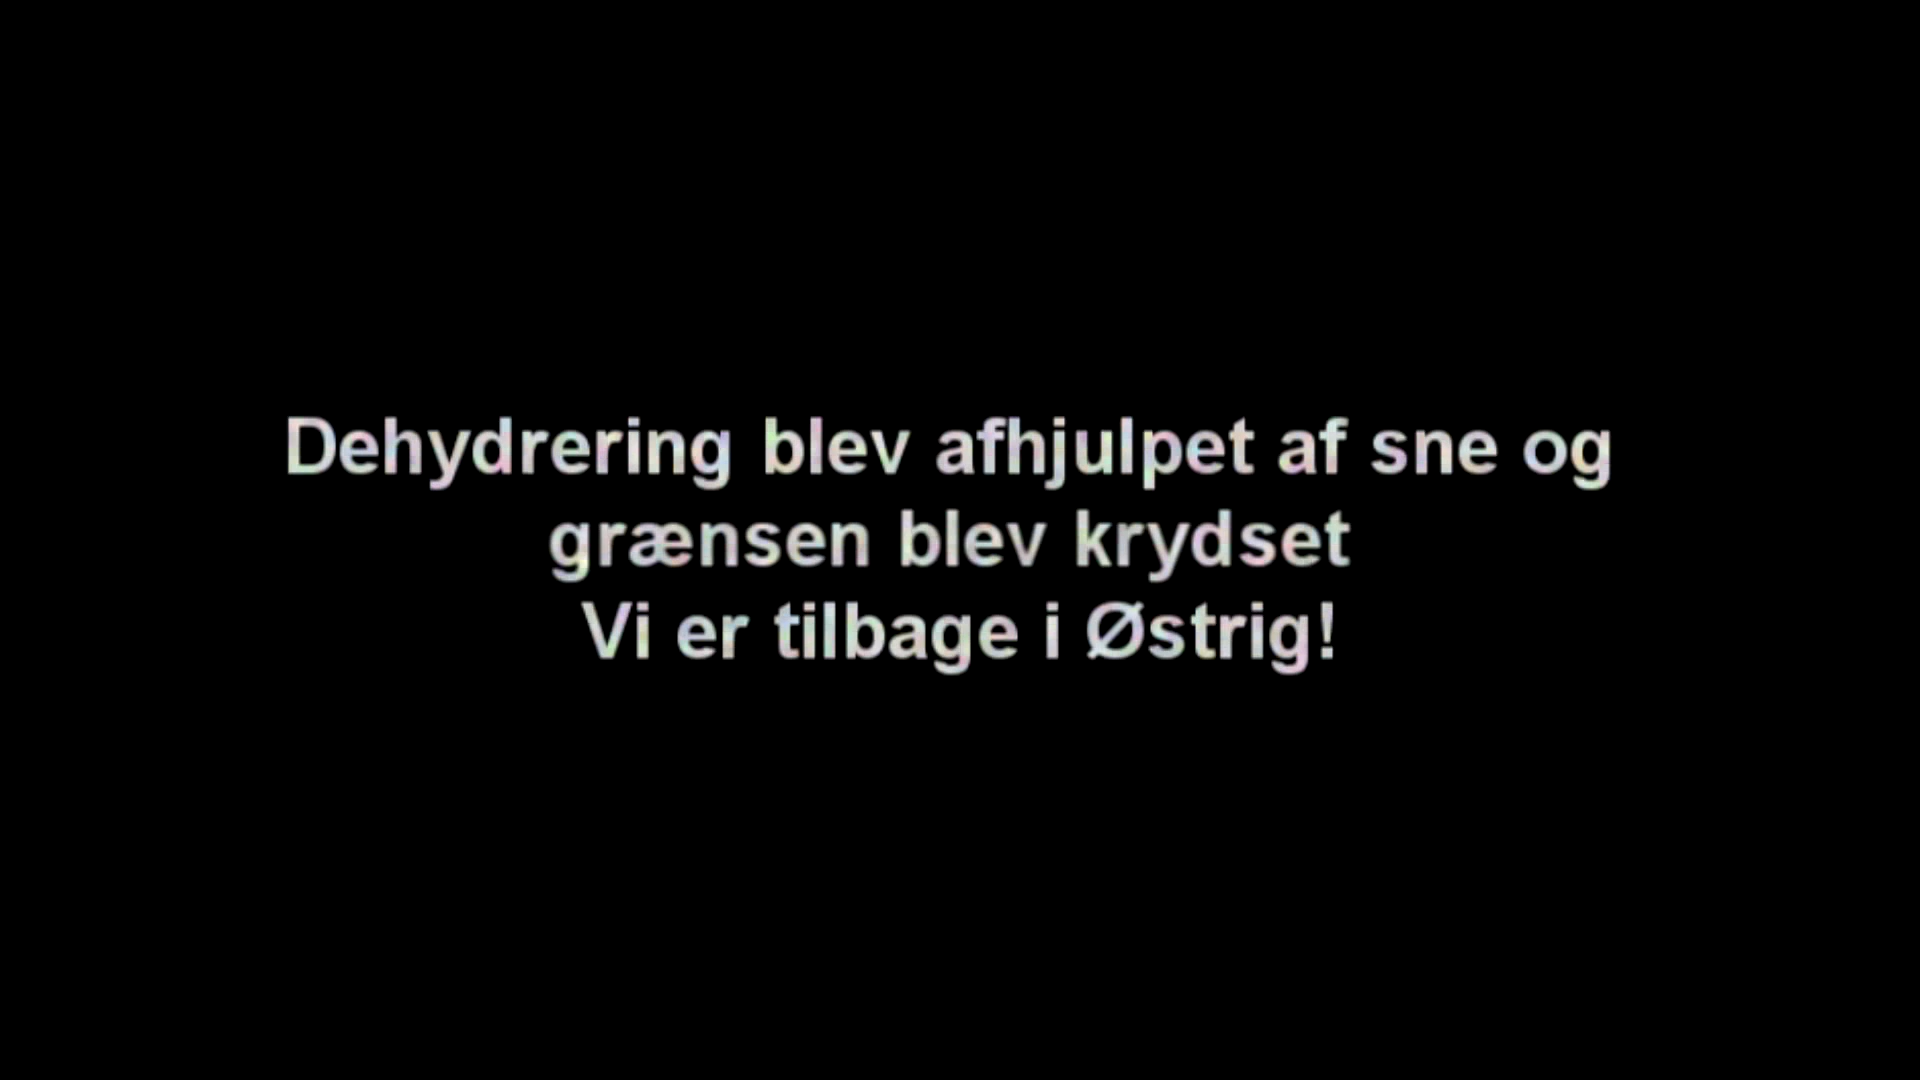 Dehydrering blev afhjulpet af sne og
grænsen blev krydset
Vi er tilbage i Østrig!